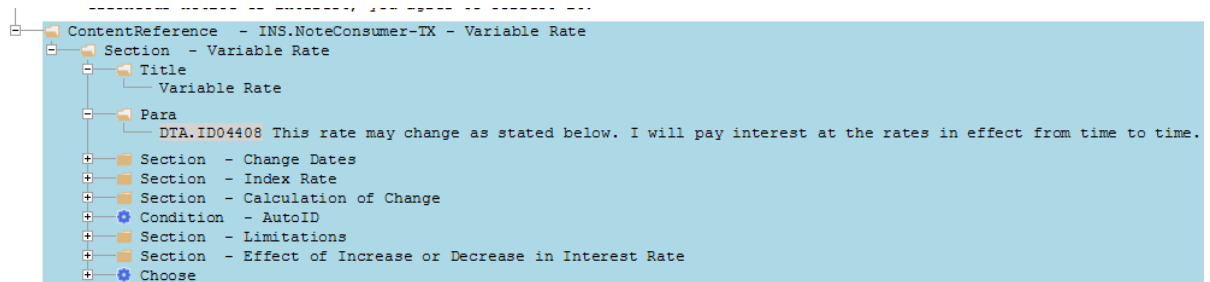 ContentReference - INS.NoteConsumer-TX - Variable Rate
Section - Variable Rate
Title
Variable Rate
Para
DTA.ID04408 This rate may change as stated below. I will pay interest at the rates in effect from time to time.
Section - Change Dates
Section - Index Rate
Section - Calculation of Change
Condition - AutoID
Section - Limitations
Section - Effect of Increase or Decrease in Interest Rate
Choose